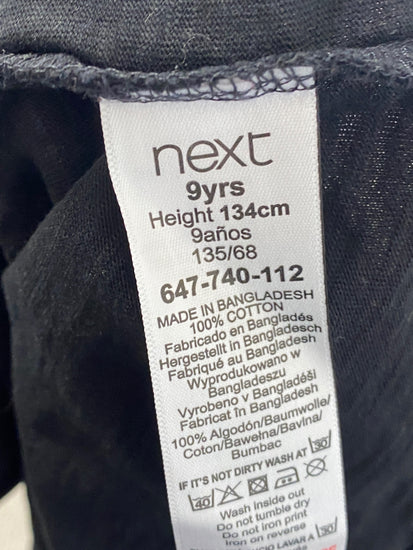 next
9yrs
Height 134cm
9años
135/68
647-740-112
MADE IN BANGLADESH
100% COTTON
Fabricado en Bangladés
Hergestellt in Bangladesch
Fabriqué au Bangladesh
Wyprodukowano w
Bangladeszu
Vyrobeno v Bangladéši
Fabricat în Bangladesh
100% Algodón/Baumwolle/
Coton/Bawełna/Bavlna/
Bumbac
IF IT'S NOT DIRTY WASH AT 30
40
Wash inside out
Do not tumble dry
Do not iron print
on reverse
LAVAR A 30